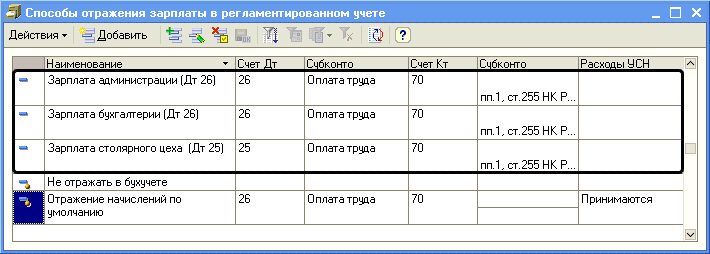 Способы отражения зарплаты в регламентированном учете
Действия Добавить
Наименование Счет Дт Субконто Счет Кт Субконто Расходы УСН
Зарплата администрации (Дт 26) 26 Оплата труда 70
пп.1, ст.255 НК Р...
Зарплата бухгалтерии (Дт 26) 26 Оплата труда 70
пп.1, ст.255 НК Р...
Зарплата столярного цеха (Дт 25) 25 Оплата труда 70
пп.1, ст.255 НК Р...
Не отражать в бухучете
Отражение начислений по 26 Оплата труда 70 Принимаются
умолчанию